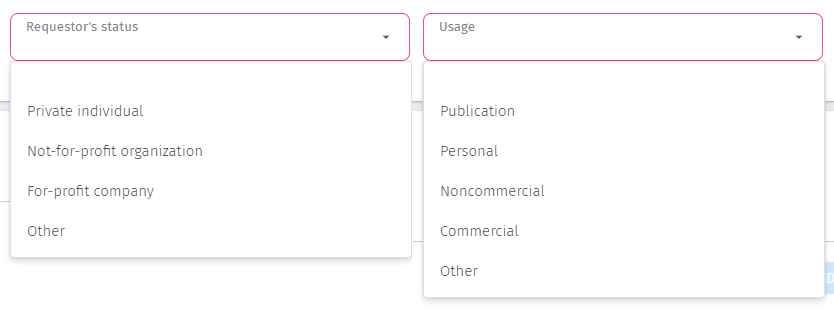 Requestor's status
Private individual
Not-for-profit organization
For-profit company
Other
Usage
Publication
Personal
Noncommercial
Commercial
Other